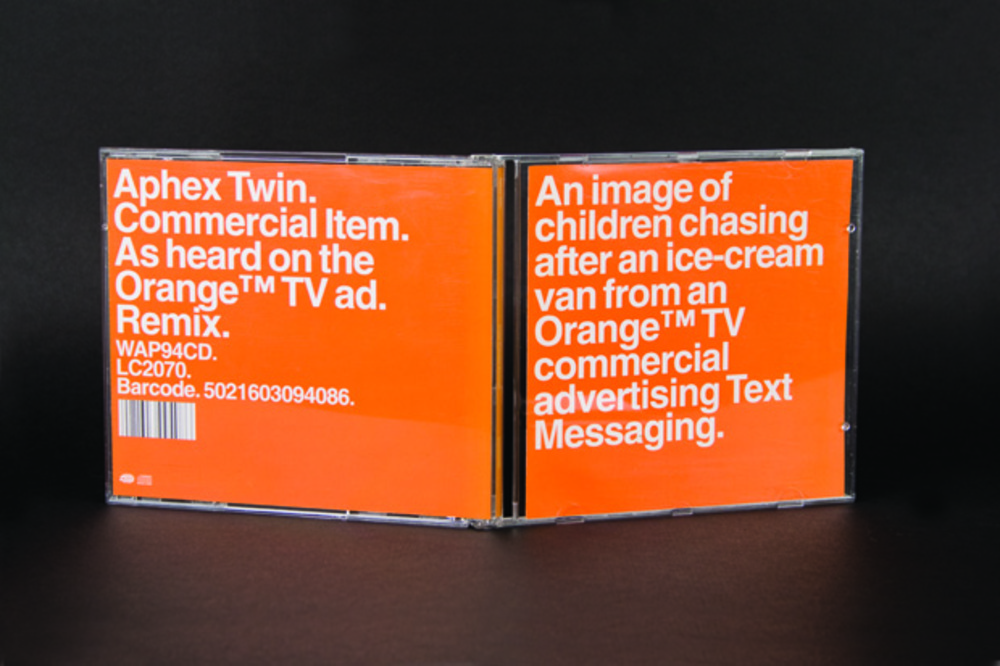 Aphex Twin.
Commercial Item.
As heard on the
Orange™ TV ad.
Remix.
WAP94CD.
LC2070.
Barcode. 5021603094086.
An image of
children chasing
after an ice-cream
van from an
Orange™ TV
commercial
advertising Text
Messaging.